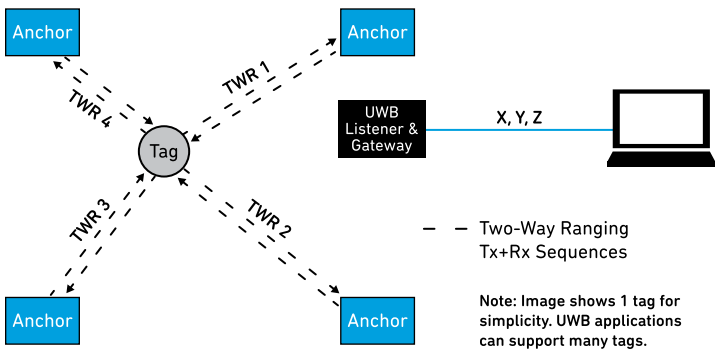 Anchor
Anchor
TWR 1
TWR 4
UWB
Listener &
Gateway
X, Y, Z
Tag
TWR 3
TWR 2
Two-Way Ranging
Tx+Rx Sequences
Anchor
Anchor
Note: Image shows 1 tag for
simplicity. UWB applications
can support many tags.